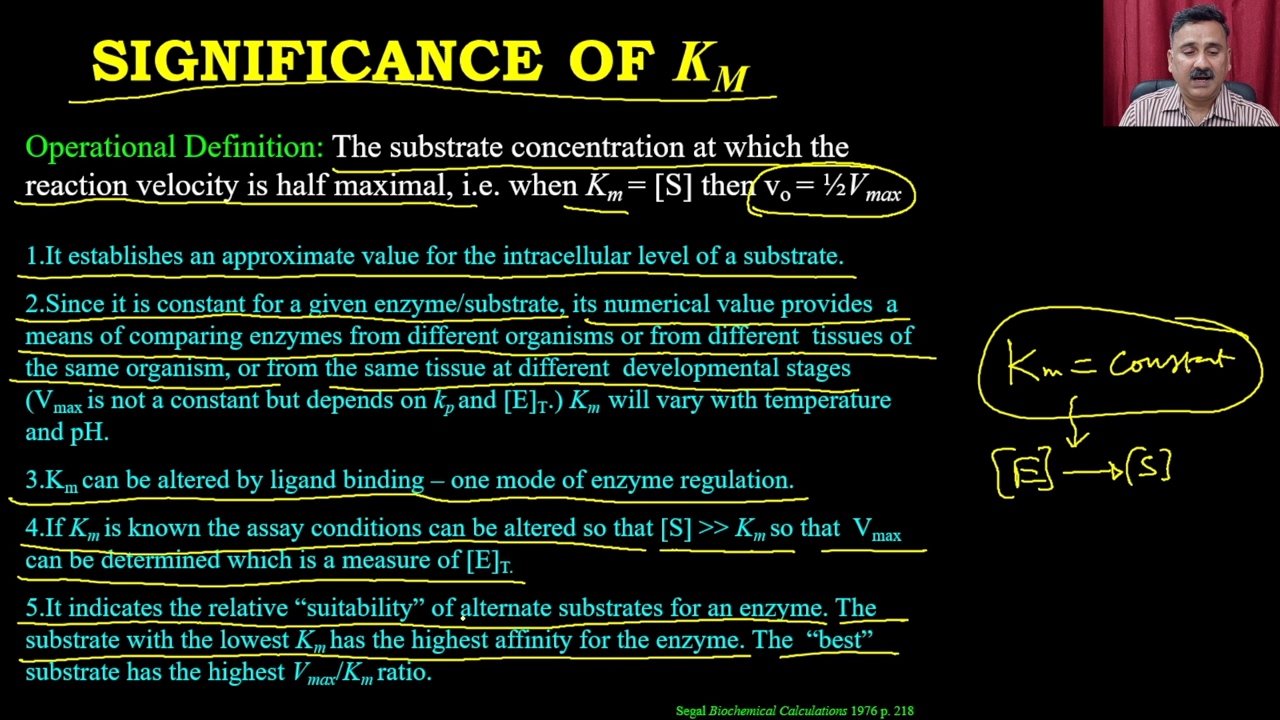 SIGNIFICANCE OF KM
Operational Definition: The substrate concentration at which the
reaction velocity is half maximal, i.e. when Km = [S] then vo = ½Vmax
1.It establishes an approximate value for the intracellular level of a substrate.
2.Since it is constant for a given enzyme/substrate, its numerical value provides a
means of comparing enzymes from different organisms or from different tissues of
the same organism, or from the same tissue at different developmental stages
(Vmax is not a constant but depends on kp and [E]T.) Km will vary with temperature
and pH.
3.Km can be altered by ligand binding – one mode of enzyme regulation.
4.If Km is known the assay conditions can be altered so that [S] >> Km so that Vmax
can be determined which is a measure of [E]T.
5.It indicates the relative “suitability” of alternate substrates for an enzyme. The
substrate with the lowest Km has the highest affinity for the enzyme. The “best”
substrate has the highest Vmax/Km ratio.
Km = constant
[E] → [S]
Segal Biochemical Calculations 1976 p. 218